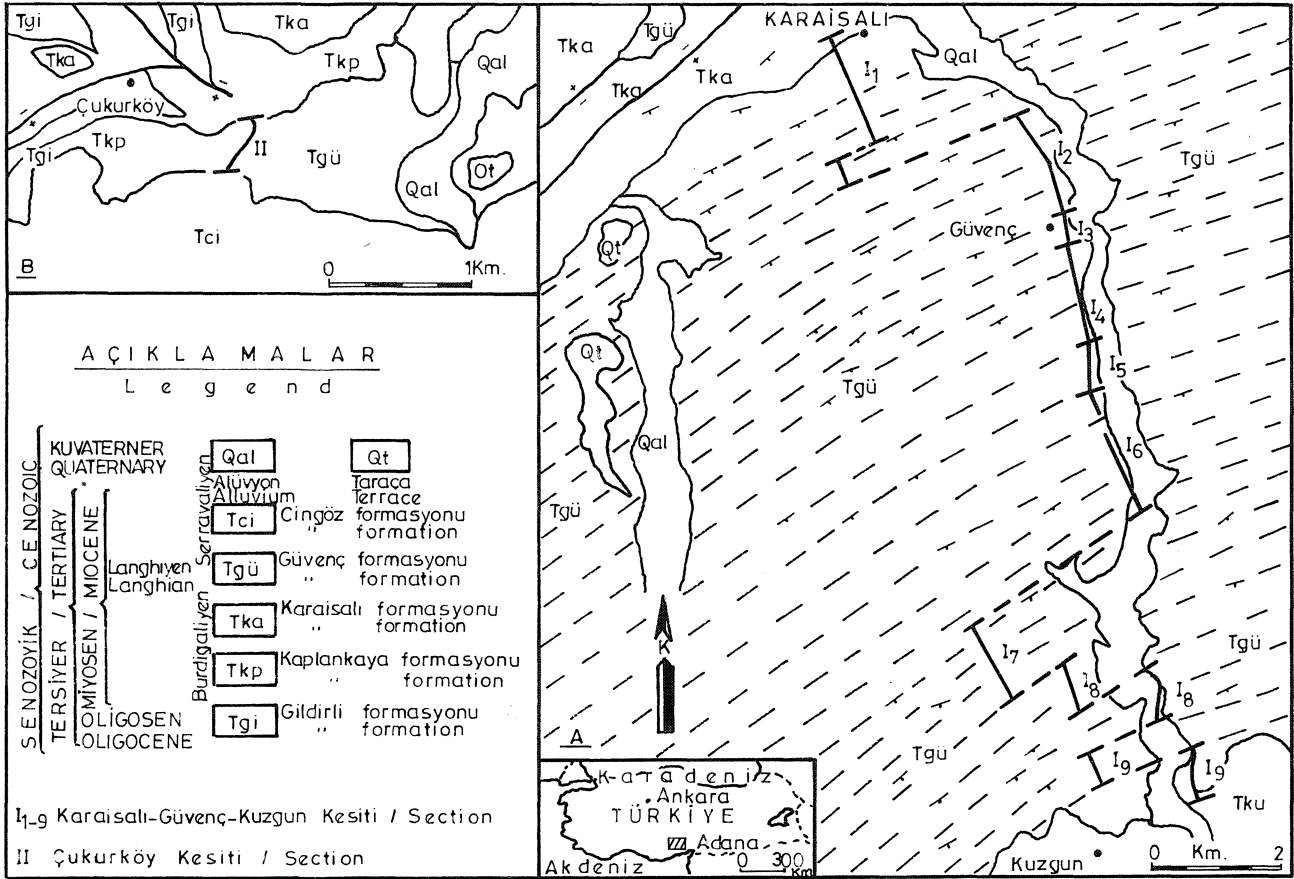 Tgi
Tgi
Tka
Tka
Tkp
Qal
Çukurköy
Tkp
II
Tgi
Tgü
Qal
Ot
Tci
B
0 1Km.
AÇIKLAMALAR
Legend
SENOZOYİK / CENOZOIC
TERSİYER / TERTIARY
MİYOSEN / MIOCENE
KUVATERNER
QUATERNARY
OLİGOSEN
OLIGOCENE
Langhiyen
Langhian
Serravaliyen
Burdigaliyen
Qal
Alüvyon
Alluvium
Qt
Taraça
Terrace
Tci Cingöz formasyonu
" formation
Tgü Güvenç formasyonu
" formation
Tka Karaisalı formasyonu
" formation
Tkp Kaplankaya formasyonu
" formation
Tgi Gildirli formasyonu
" formation
I1-9 Karaisalı-Güvenç-Kuzgun Kesiti / Section
II Çukurköy Kesiti / Section
KARAISALI
Tgü
Tka
Tka
Tka
I1
Qal
I2
Tgü
Güvenç
I3
Qt
I4
Qt
Tgü
I5
Qal
I6
Tgü
K
I7
Tgü
I8
I8
A
Tgü
I9
I9
Tku
Kuzgun
0 Km. 2
Karadeniz
Ankara
TÜRKİYE
Adana
Akdeniz
0 300
Km